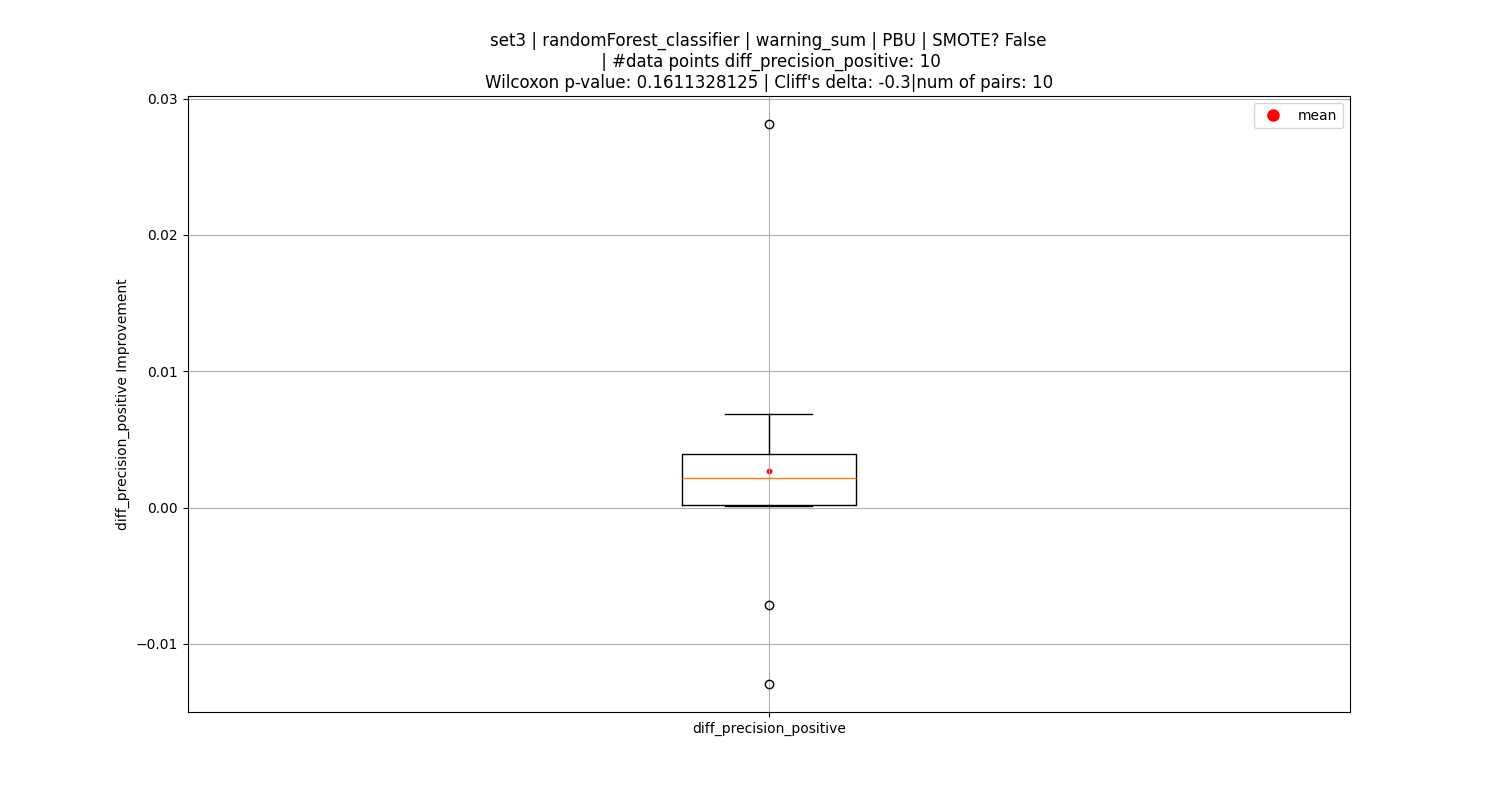 set3 | randomForest_classifier | warning_sum | PBU | SMOTE? False
| #data points diff_precision_positive: 10
Wilcoxon p-value: 0.1611328125 | Cliff's delta: -0.3|num of pairs: 10
mean
0.03
0.02
0.01
0.00
−0.01
diff_precision_positive Improvement
diff_precision_positive